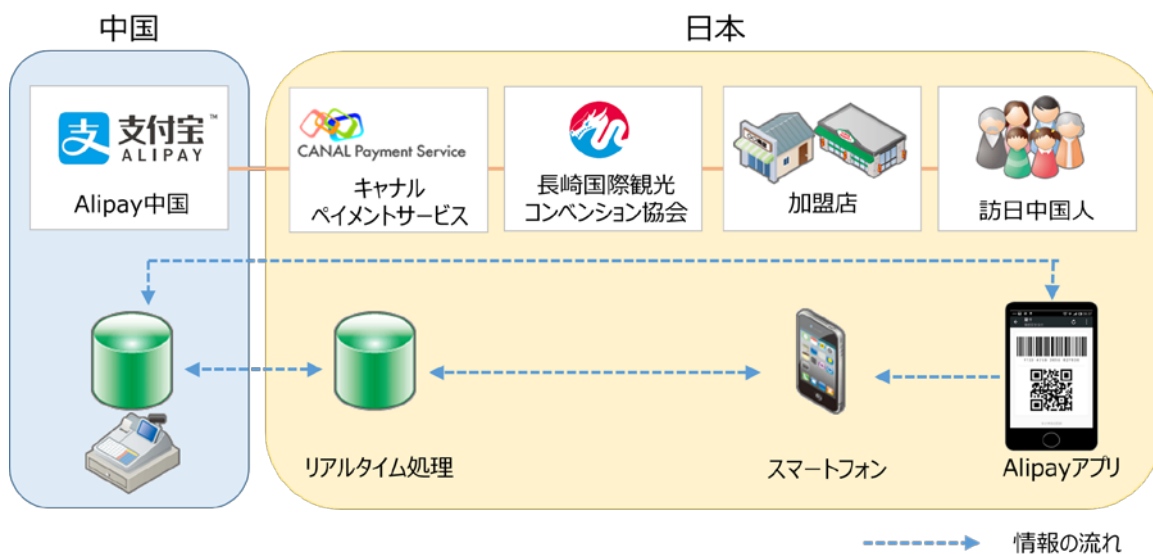 中国
日本
支付宝™
ALIPAY
Alipay中国
CANAL Payment Service
キャナル
ペイメントサービス
長崎国際観光
コンベンション協会
加盟店
訪日中国人
リアルタイム処理
スマートフォン
Alipayアプリ
情報の流れ